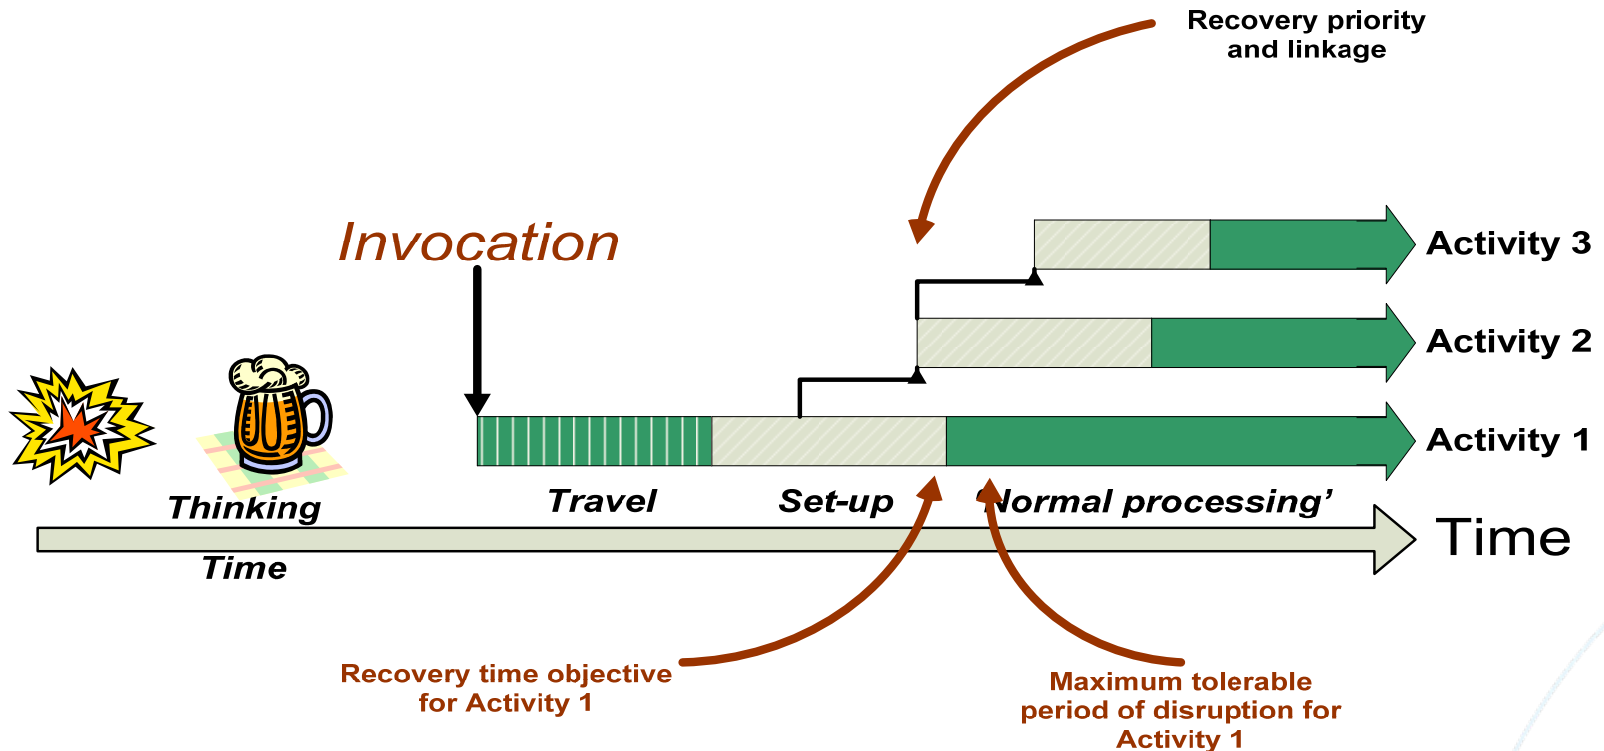 Recovery priority
and linkage
Invocation
Activity 3
Activity 2
Activity 1
Thinking
Time
Travel
Set-up
'Normal processing’
Time
Recovery time objective
for Activity 1
Maximum tolerable
period of disruption for
Activity 1